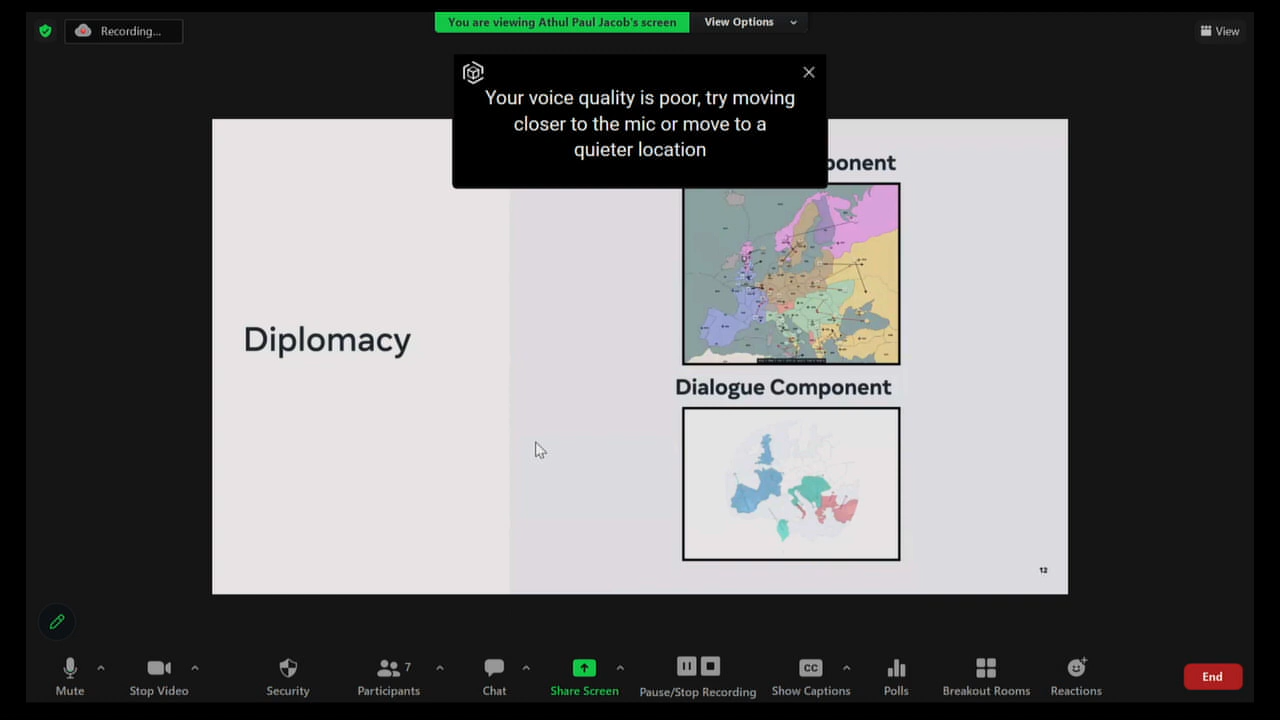 You are viewing Athul Paul Jacob's screen
View Options
Recording...
View
Your voice quality is poor, try moving
closer to the mic or move to a
quieter location
ponent
Diplomacy
Dialogue Component
12
Mute
Stop Video
Security
7
Participants
Chat
Share Screen
Pause/Stop Recording
CC
Show Captions
Polls
Breakout Rooms
Reactions
End